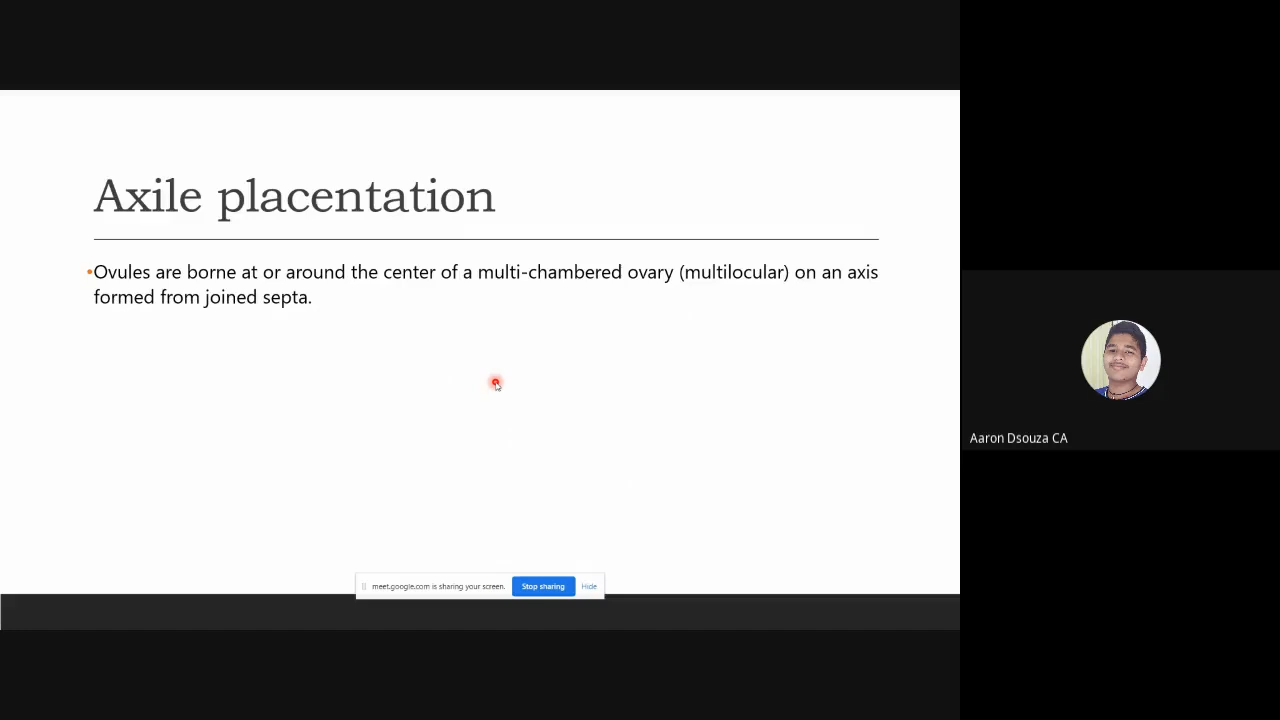 Axile placentation
•Ovules are borne at or around the center of a multi-chambered ovary (multilocular) on an axis
formed from joined septa.
Aaron Dsouza CA
meet.google.com is sharing your screen. Stop sharing Hide